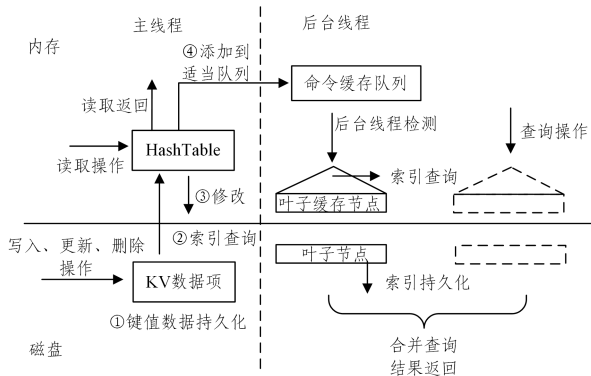 主线程
后台线程
内存
④添加到
适当队列
命令缓存队列
读取返回
后台线程检测
查询操作
HashTable
读取操作
索引查询
③修改
叶子缓存节点
②索引查询
写入、更新、删除
操作
叶子节点
KV数据项
索引持久化
①键值数据持久化
磁盘
合并查询
结果返回